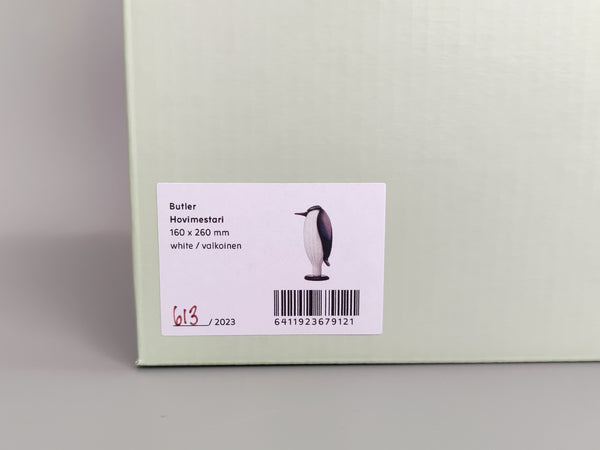 Butler
Hovimestari
160 x 260 mm
white / valkoinen
613 / 2023
6411923679121